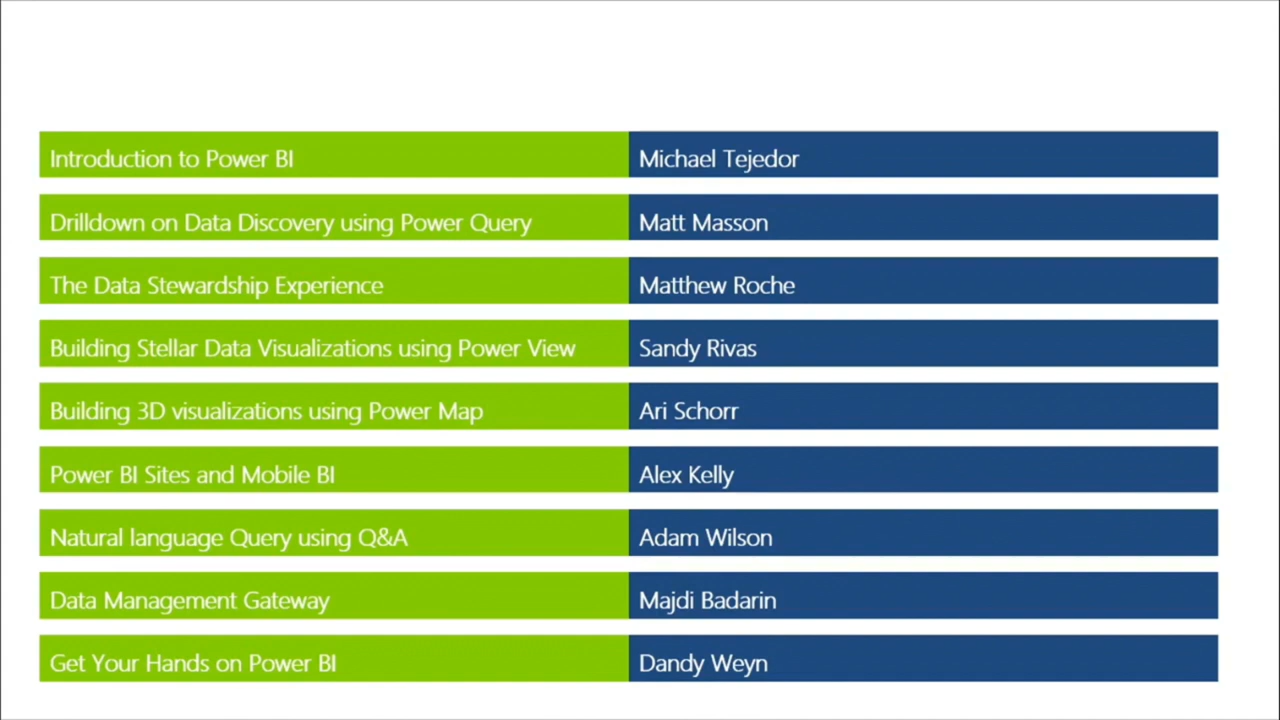 Introduction to Power BI Michael Tejedor
Drilldown on Data Discovery using Power Query Matt Masson
The Data Stewardship Experience Matthew Roche
Building Stellar Data Visualizations using Power View Sandy Rivas
Building 3D visualizations using Power Map Ari Schorr
Power BI Sites and Mobile BI Alex Kelly
Natural language Query using Q&A Adam Wilson
Data Management Gateway Majdi Badarin
Get Your Hands on Power BI Dandy Weyn